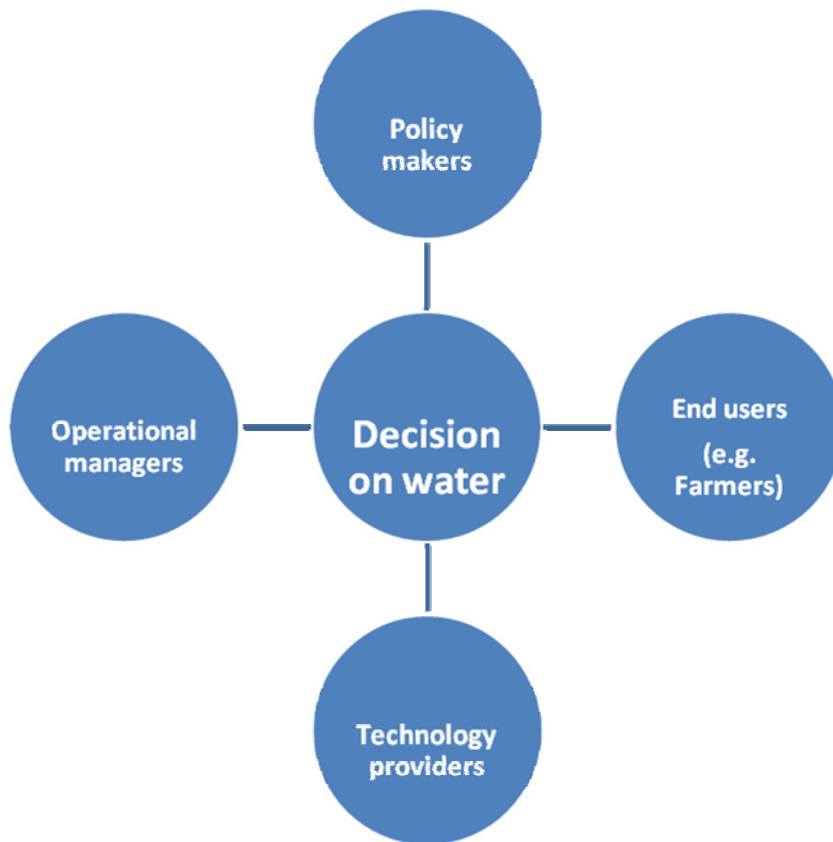 Policy
makers
Operational
managers
Decision
on water
End users
(e.g.
Farmers)
Technology
providers